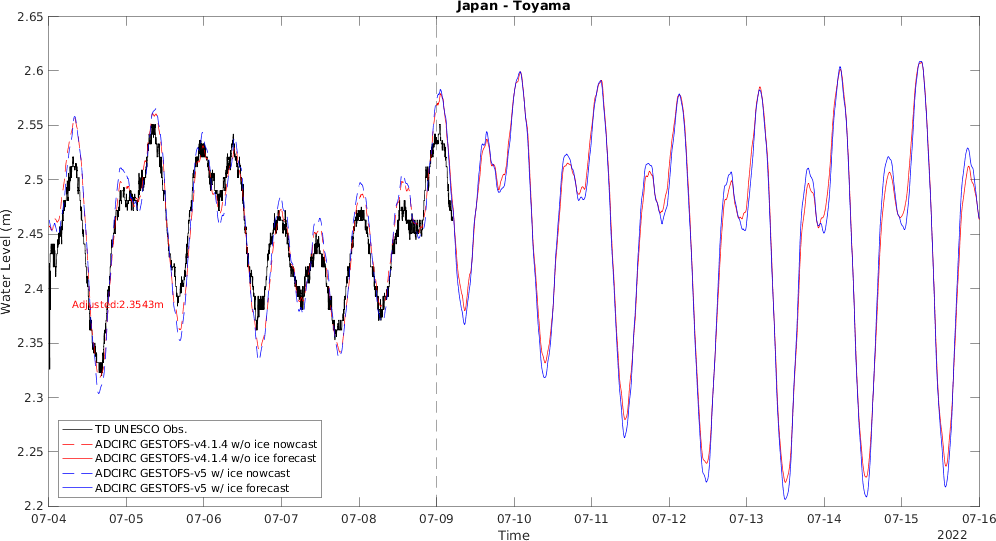 Japan - Toyama
2.65
2.6
2.55
2.5
2.45
2.4
2.35
2.3
2.25
2.2
Water Level (m)
Adjusted:2.3543m
TD UNESCO Obs.
ADCIRC GESTOFS-v4.1.4 w/o ice nowcast
ADCIRC GESTOFS-v4.1.4 w/o ice forecast
ADCIRC GESTOFS-v5 w/ ice nowcast
ADCIRC GESTOFS-v5 w/ ice forecast
07-04 07-05 07-06 07-07 07-08 07-09 07-10 07-11 07-12 07-13 07-14 07-15 07-16
Time
2022